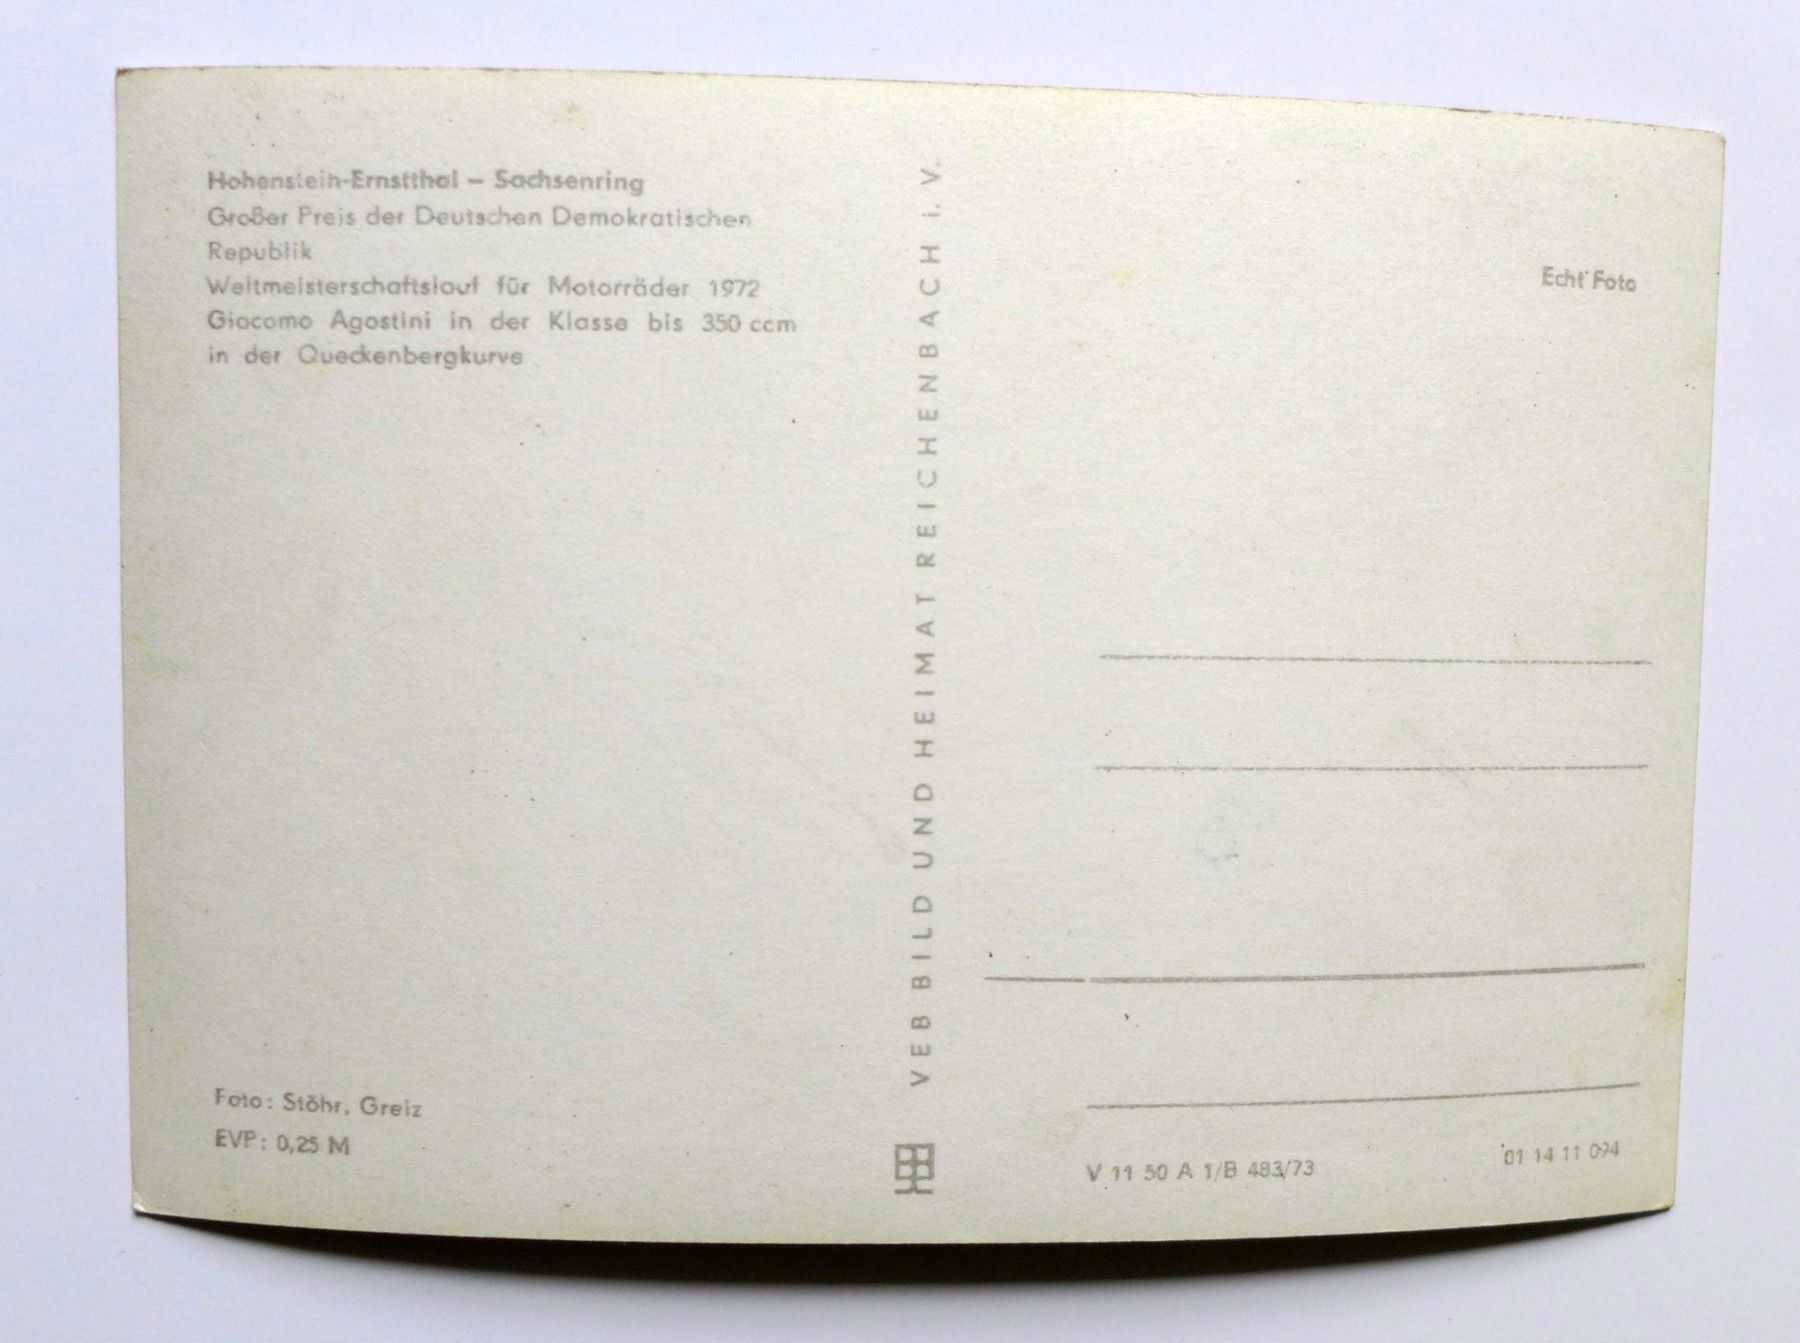 Hohenstein-Ernstthal – Sachsenring
Großer Preis der Deutschen Demokratischen
Republik
Weltmeisterschaftslauf für Motorräder 1972
Giocomo Agostini in der Klasse bis 350 ccm
in der Queckenbergkurve
Foto: Stöhr, Greiz
EVP: 0,25 M
VEB BILD UND HEIMAT REICHENBACH i. V.
Echt Foto
V 11 50 A 1/B 483/73
01 14 11 094